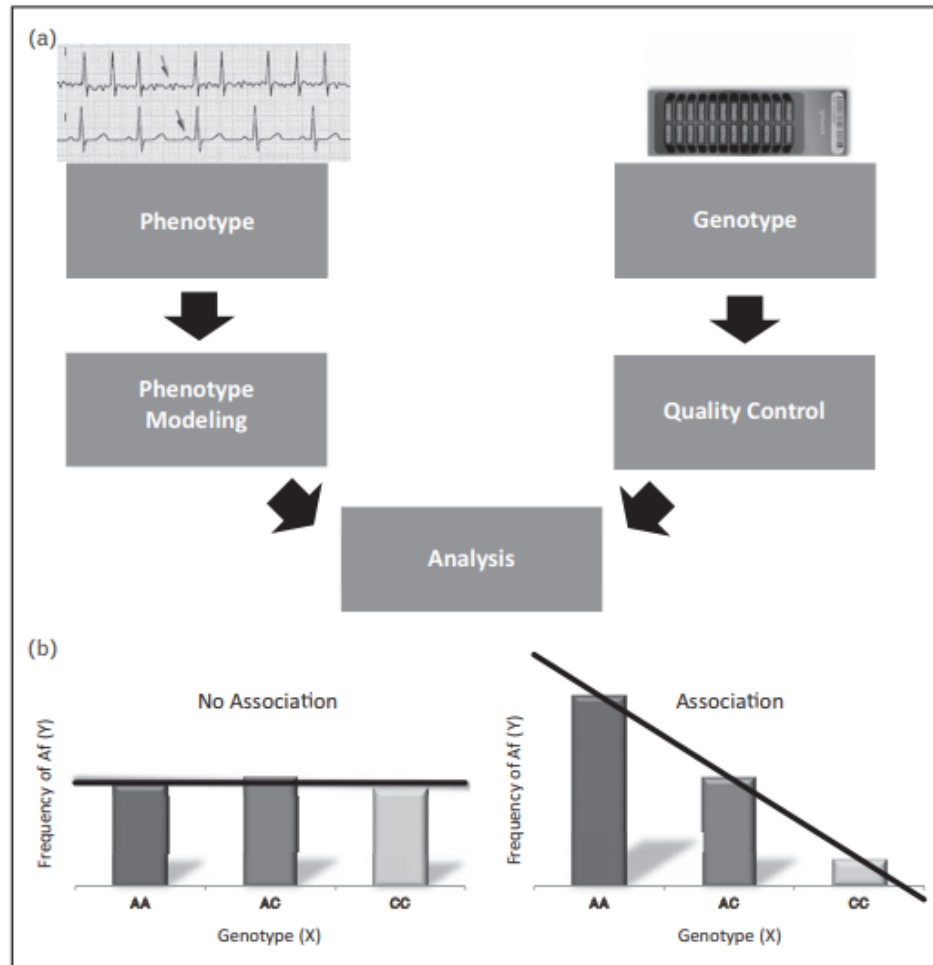 (a)
I
I
Phenotype
Genotype
Phenotype
Modeling
Quality Control
Analysis
(b)
No Association
Frequency of Af (Y)
AA
AC
CC
Genotype (X)
Association
Frequency of Af (Y)
AA
AC
CC
Genotype (X)